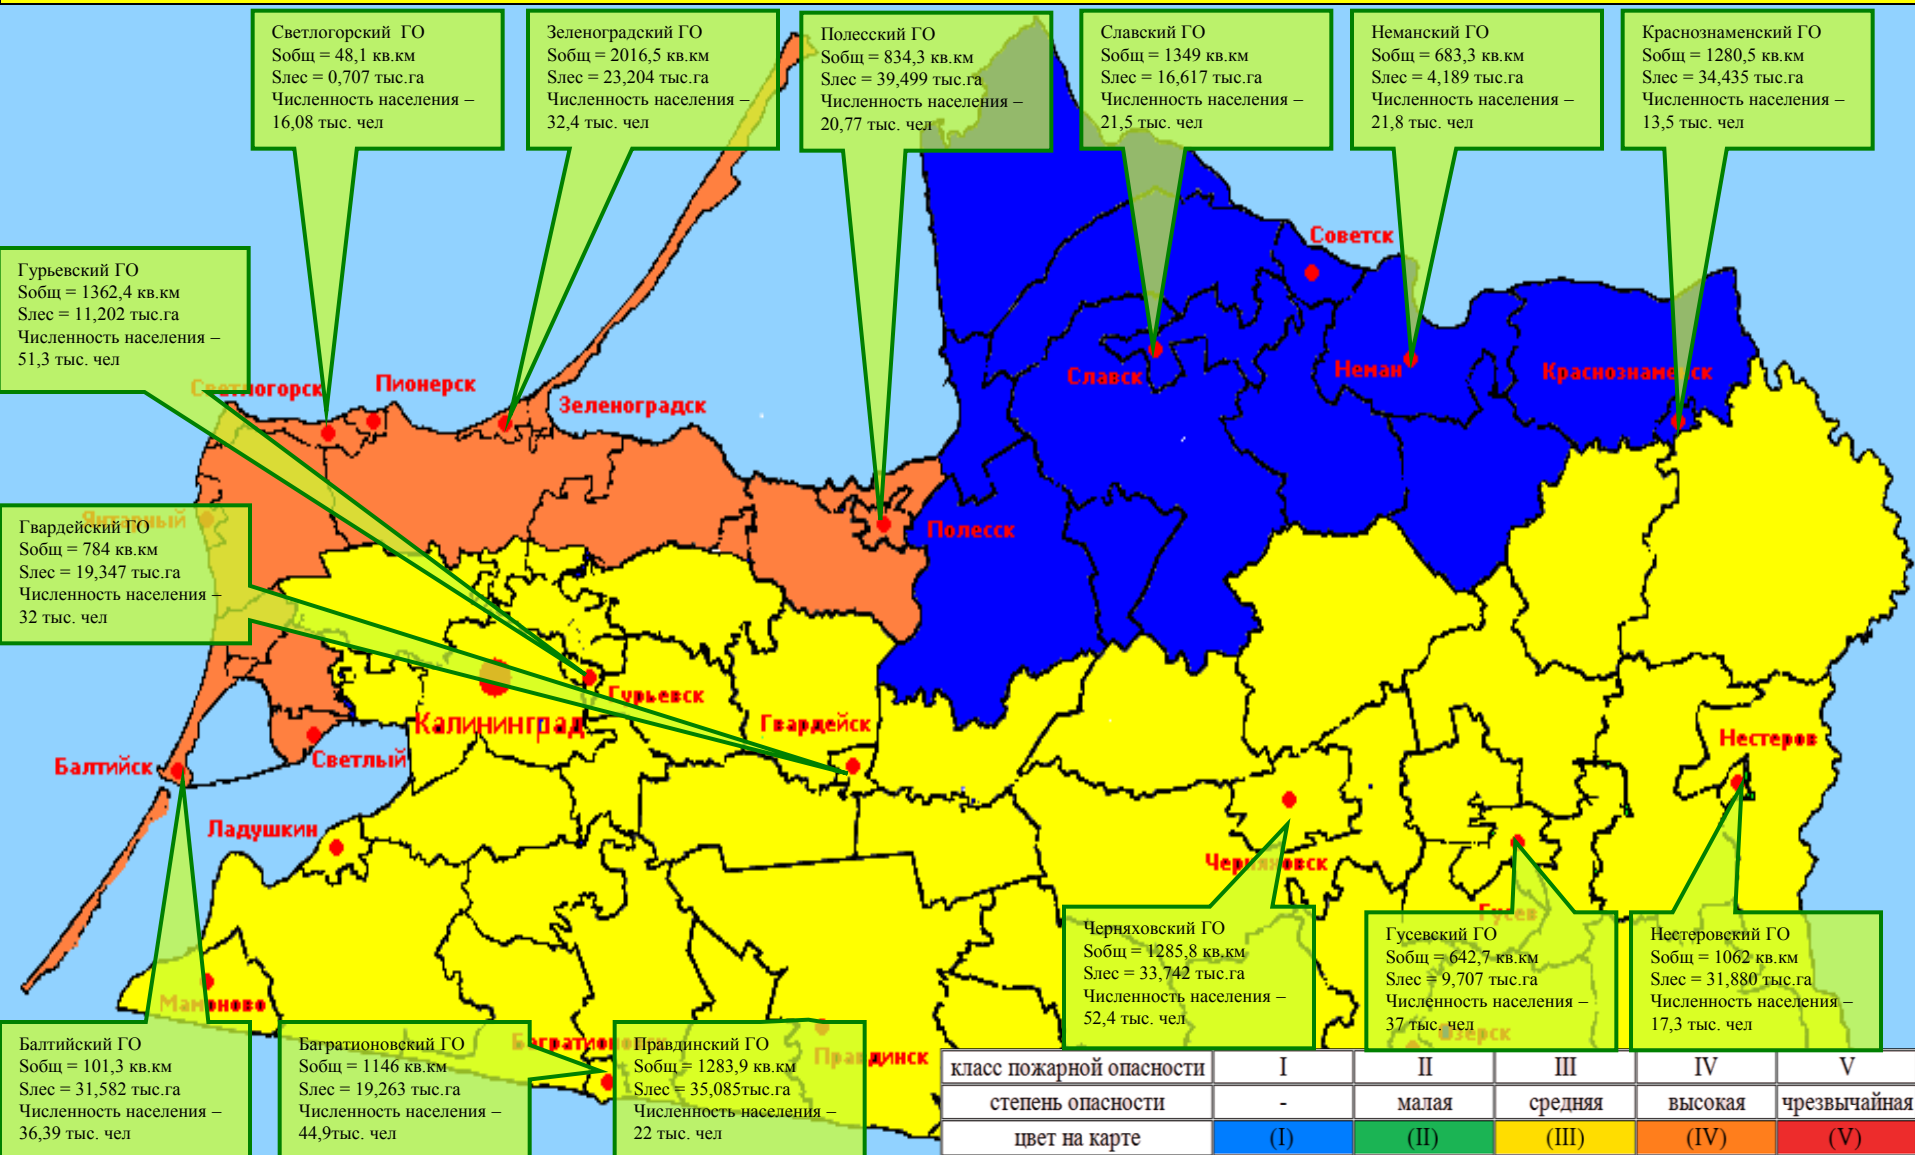 Светлогорский ГО
Sобщ = 48,1 кв.км
Sлес = 0,707 тыс.га
Численность населения –
16,08 тыс. чел
Зеленоградский ГО
Sобщ = 2016,5 кв.км
Sлес = 23,204 тыс.га
Численность населения –
32,4 тыс. чел
Полесский ГО
Sобщ = 834,3 кв.км
Sлес = 39,499 тыс.га
Численность населения –
20,77 тыс. чел
Славский ГО
Sобщ = 1349 кв.км
Sлес = 16,617 тыс.га
Численность населения –
21,5 тыс. чел
Неманский ГО
Sобщ = 683,3 кв.км
Sлес = 4,189 тыс.га
Численность населения –
21,8 тыс. чел
Краснознаменский ГО
Sобщ = 1280,5 кв.км
Sлес = 34,435 тыс.га
Численность населения –
13,5 тыс. чел
Гурьевский ГО
Sобщ = 1362,4 кв.км
Sлес = 11,202 тыс.га
Численность населения –
51,3 тыс. чел
Советск
Славск
Неман
Краснознаменск
Светлогорск
Пионерск
Зеленоградск
Янтарный
Полесск
Гвардейский ГО
Sобщ = 784 кв.км
Sлес = 19,347 тыс.га
Численность населения –
32 тыс. чел
Гурьевск
Калининград
Гвардейск
Нестеров
Балтийск
Светлый
Ладушкин
Черняховск
Гусев
Мамоново
Багратионовск
Правдинск
Озерск
Черняховский ГО
Sобщ = 1285,8 кв.км
Sлес = 33,742 тыс.га
Численность населения –
52,4 тыс. чел
Гусевский ГО
Sобщ = 642,7 кв.км
Sлес = 9,707 тыс.га
Численность населения –
37 тыс. чел
Нестеровский ГО
Sобщ = 1062 кв.км
Sлес = 31,880 тыс.га
Численность населения –
17,3 тыс. чел
Балтийский ГО
Sобщ = 101,3 кв.км
Sлес = 31,582 тыс.га
Численность населения –
36,39 тыс. чел
Багратионовский ГО
Sобщ = 1146 кв.км
Sлес = 19,263 тыс.га
Численность населения –
44,9тыс. чел
Правдинский ГО
Sобщ = 1283,9 кв.км
Sлес = 35,085тыс.га
Численность населения –
22 тыс. чел
класс пожарной опасности I II III IV V
степень опасности - малая средняя высокая чрезвычайная
цвет на карте (I) (II) (III) (IV) (V)